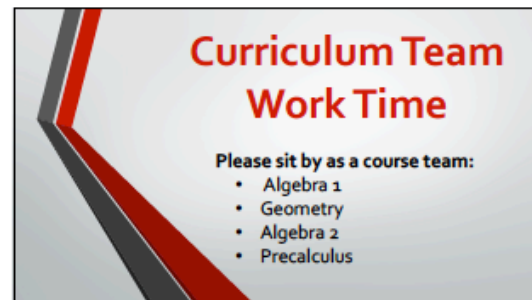 Curriculum Team
Work Time
Please sit by as a course team:
• Algebra 1
• Geometry
• Algebra 2
• Precalculus